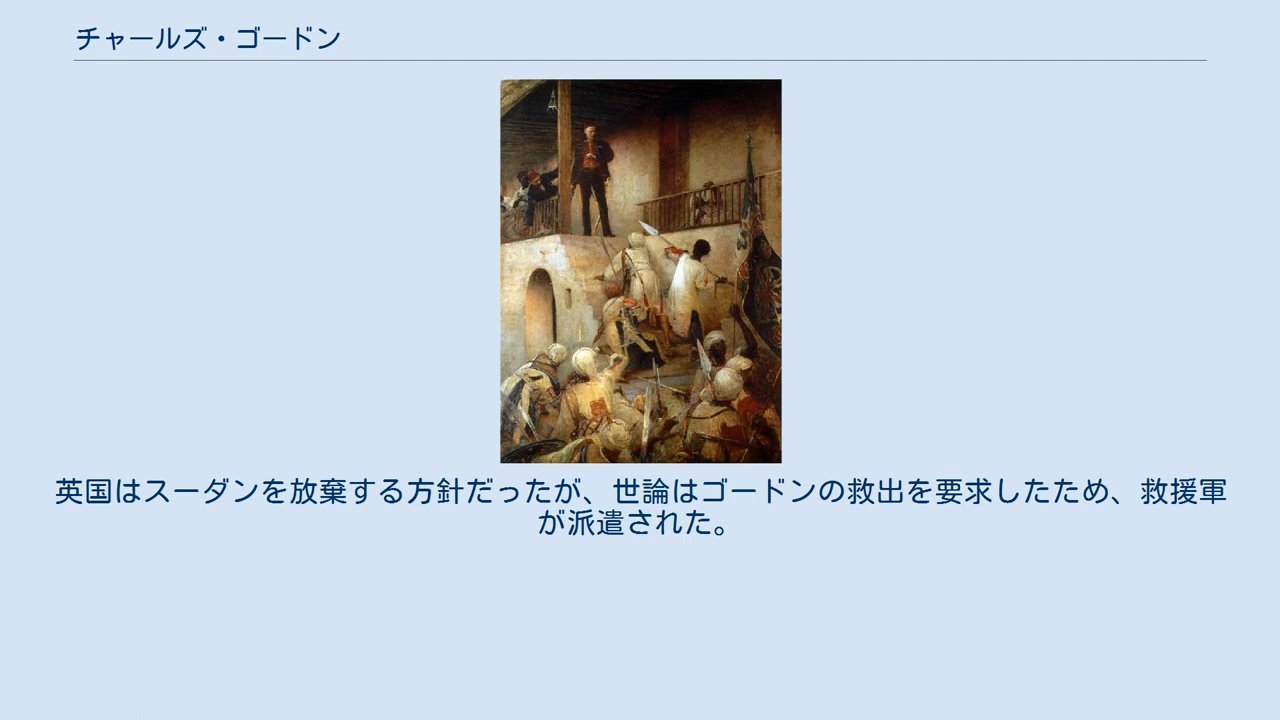 チャールズ・ゴードン
英国はスーダンを放棄する方針だったが、世論はゴードンの救出を要求したため、救援軍
が派遣された。